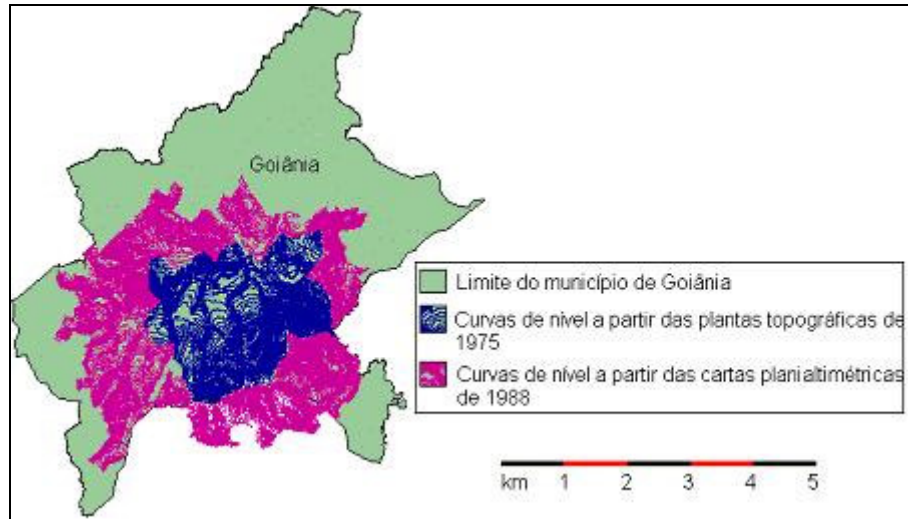 Goiânia
Limite do município de Goiânia
Curvas de nível a partir das plantas topográficas de
1975
Curvas de nível a partir das cartas planialtimétricas
de 1988
km 1 2 3 4 5